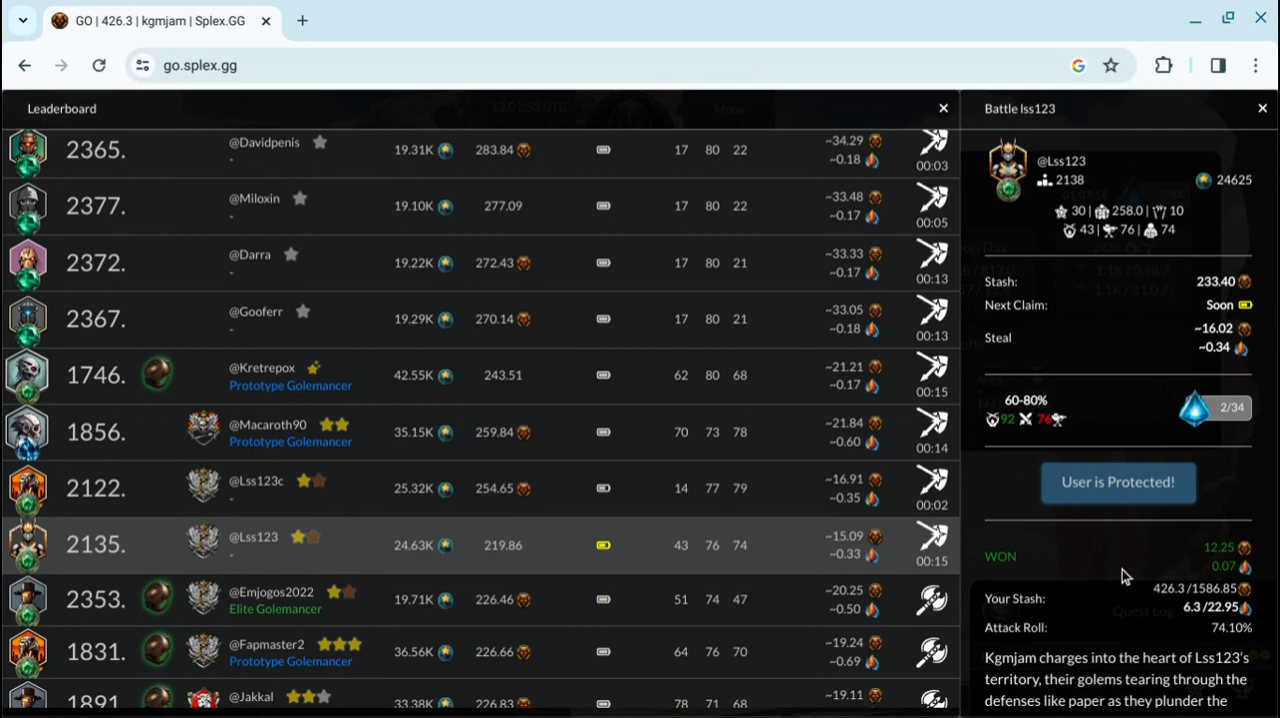 GO | 426.3 | kgmjam | Splex.GG
go.splex.gg
Leaderboard
Battle lss123
2365. @Davidpenis - 19.31K 283.84 17 80 22 ~34.29 ~0.18 00:03
2377. @Miloxin - 19.10K 277.09 17 80 22 ~33.48 ~0.17 00:05
2372. @Darra - 19.22K 272.43 17 80 21 ~33.33 ~0.17 00:13
2367. @Gooferr - 19.29K 270.14 17 80 21 ~33.05 ~0.18 00:13
1746. @Kretrepox Prototype Golemancer 42.55K 243.51 62 80 68 ~21.21 ~0.17 00:15
1856. @Macaroth90 Prototype Golemancer 35.15K 259.84 70 73 78 ~21.84 ~0.60 00:14
2122. @Lss123c - 25.32K 254.65 14 77 79 ~16.91 ~0.35 00:02
2135. @Lss123 - 24.63K 219.86 43 76 74 ~15.09 ~0.33 00:15
2353. @Emjogos2022 Elite Golemancer 19.71K 226.46 51 74 47 ~20.25 ~0.50
1831. @Fapmaster2 Prototype Golemancer 36.56K 226.66 64 76 70 ~19.24 ~0.69
1891. @Jakkal 33.38K 226.83 78 71 68 ~19.11
@Lss123
2138 24625
30 | 258.0 | 10
43 | 76 | 74
Stash: 233.40
Next Claim: Soon
Steal ~16.02
~0.34
60-80%
92 76 2/34
User is Protected!
WON 12.25
0.07
426.3 /1586.85
Your Stash: 6.3 /22.95
Attack Roll: 74.10%
Kgmjam charges into the heart of Lss123's
territory, their golems tearing through the
defenses like paper as they plunder the